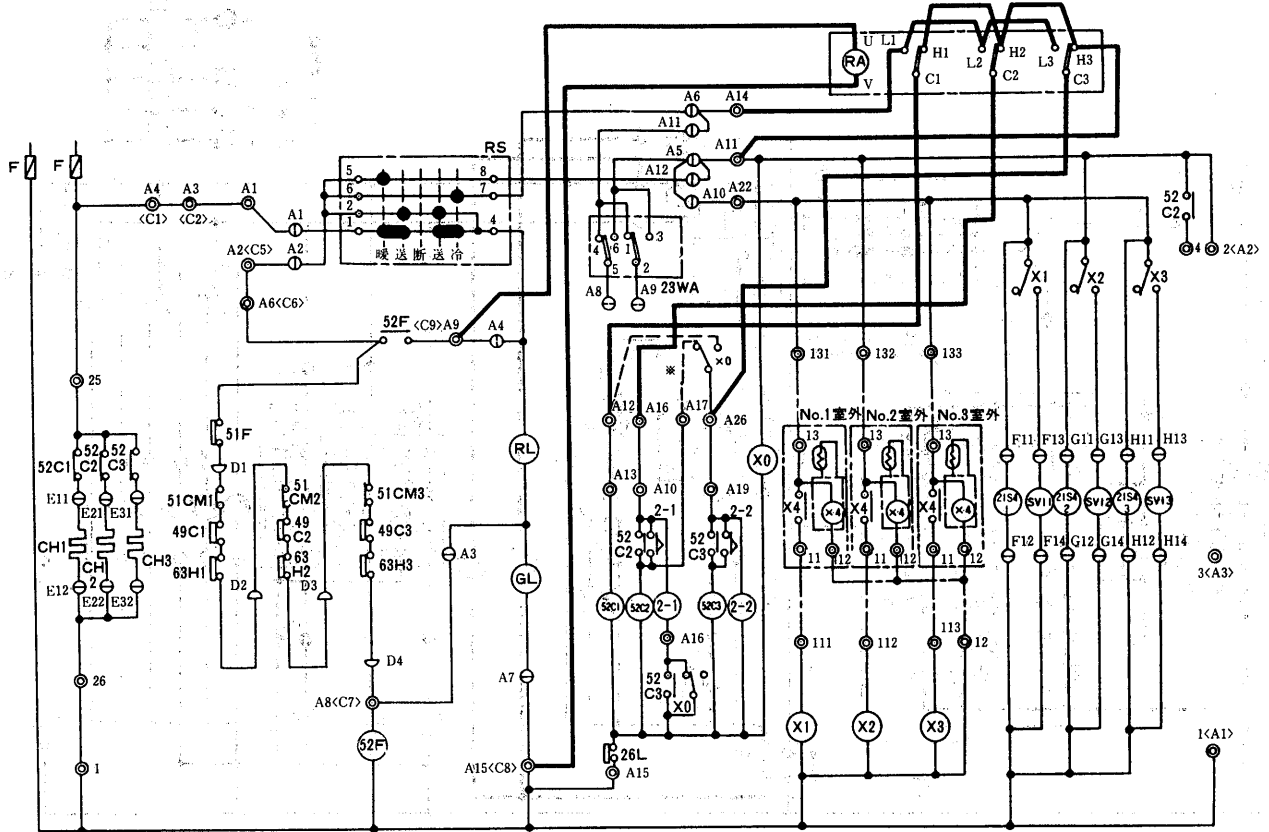 U L1 H1 L2 H2 L3 H3
RA
V C1 C2 C3
A6 A14
A11
F F
RS
A5 A11
A12
A10 A22
A4 A3 A1
<C1> <C2>
5 8
6 7
2
1 4
暖 送 断 送 冷
A1
A2<C5> A2
4 6 1 3
5 2
A8 A9 23WA
52
C2
4 2<A2>
X1 X2 X3
A6<C6>
52F <C9>A9 A4
X0
※
131 132 133
25
A12 A16 A17 A26
No.1室外 No.2室外 No.3室外
13 13 13
51F
RL
X0
F11 F13 G11 G13 H11 H13
52C1 52 C2 52 C3
D1
51CM1 51 CM2 51CM3
A13 A10 A19
2-1 2-2
E11 E21 E31
49C1 49 C2 49C3
52 C2 52 C3
X4 X4 X4
X4 X4 X4
21S4 1 SV11 21S4 2 SV12 21S4 3 SV13
CH1 CH 2 CH3
63H1 63 H2 63H3
A3
11 12 11 12 11 12
F12 F14 G12 G14 H12 H14
3<A3>
E12 E22 E32
D2 D3
GL
52C1 52C2 2-1 52C3 2-2
A16
111 112 113 12
D4
26
A8<C7>
A7
52
C3
X0
52F
X1 X2 X3
1<A1>
26L
1
A15<C8> A15